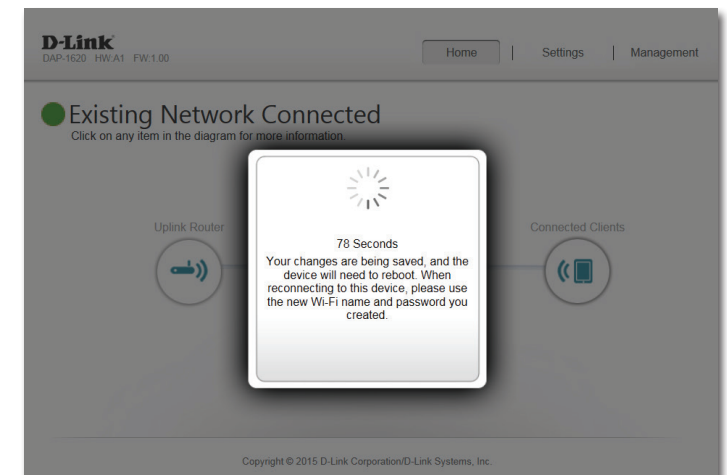 D-Link
DAP-1620 HW:A1 FW:1.00
Home | Settings | Management
Existing Network Connected
Click on any item in the diagram for more information.
Uplink Router
Connected Clients
78 Seconds
Your changes are being saved, and the
device will need to reboot. When
reconnecting to this device, please use
the new Wi-Fi name and password you
created.
Copyright © 2015 D-Link Corporation/D-Link Systems, Inc.